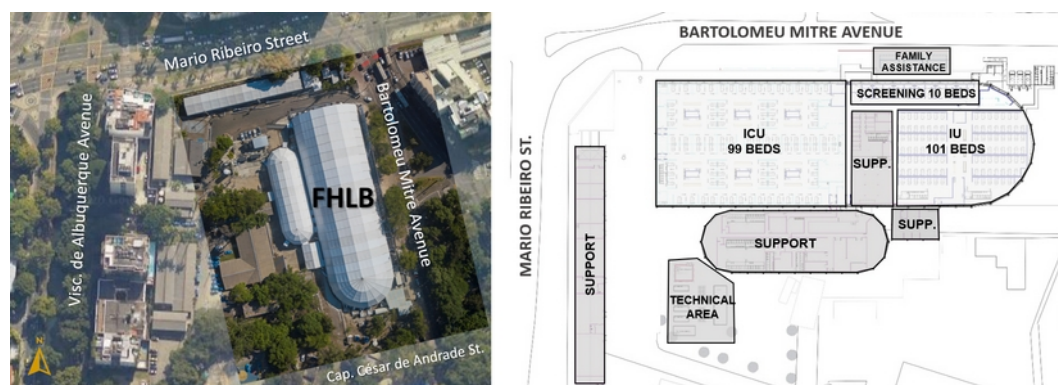 Mario Ribeiro Street
Visc. de Albuquerque Avenue
FHLB
Bartolomeu Mitre Avenue
Cap. César de Andrade St.
N
BARTOLOMEU MITRE AVENUE
MARIO RIBEIRO ST.
FAMILY
ASSISTANCE
SCREENING 10 BEDS
ICU
99 BEDS
SUPP.
IU
101 BEDS
SUPP.
SUPPORT
SUPPORT
TECHNICAL
AREA